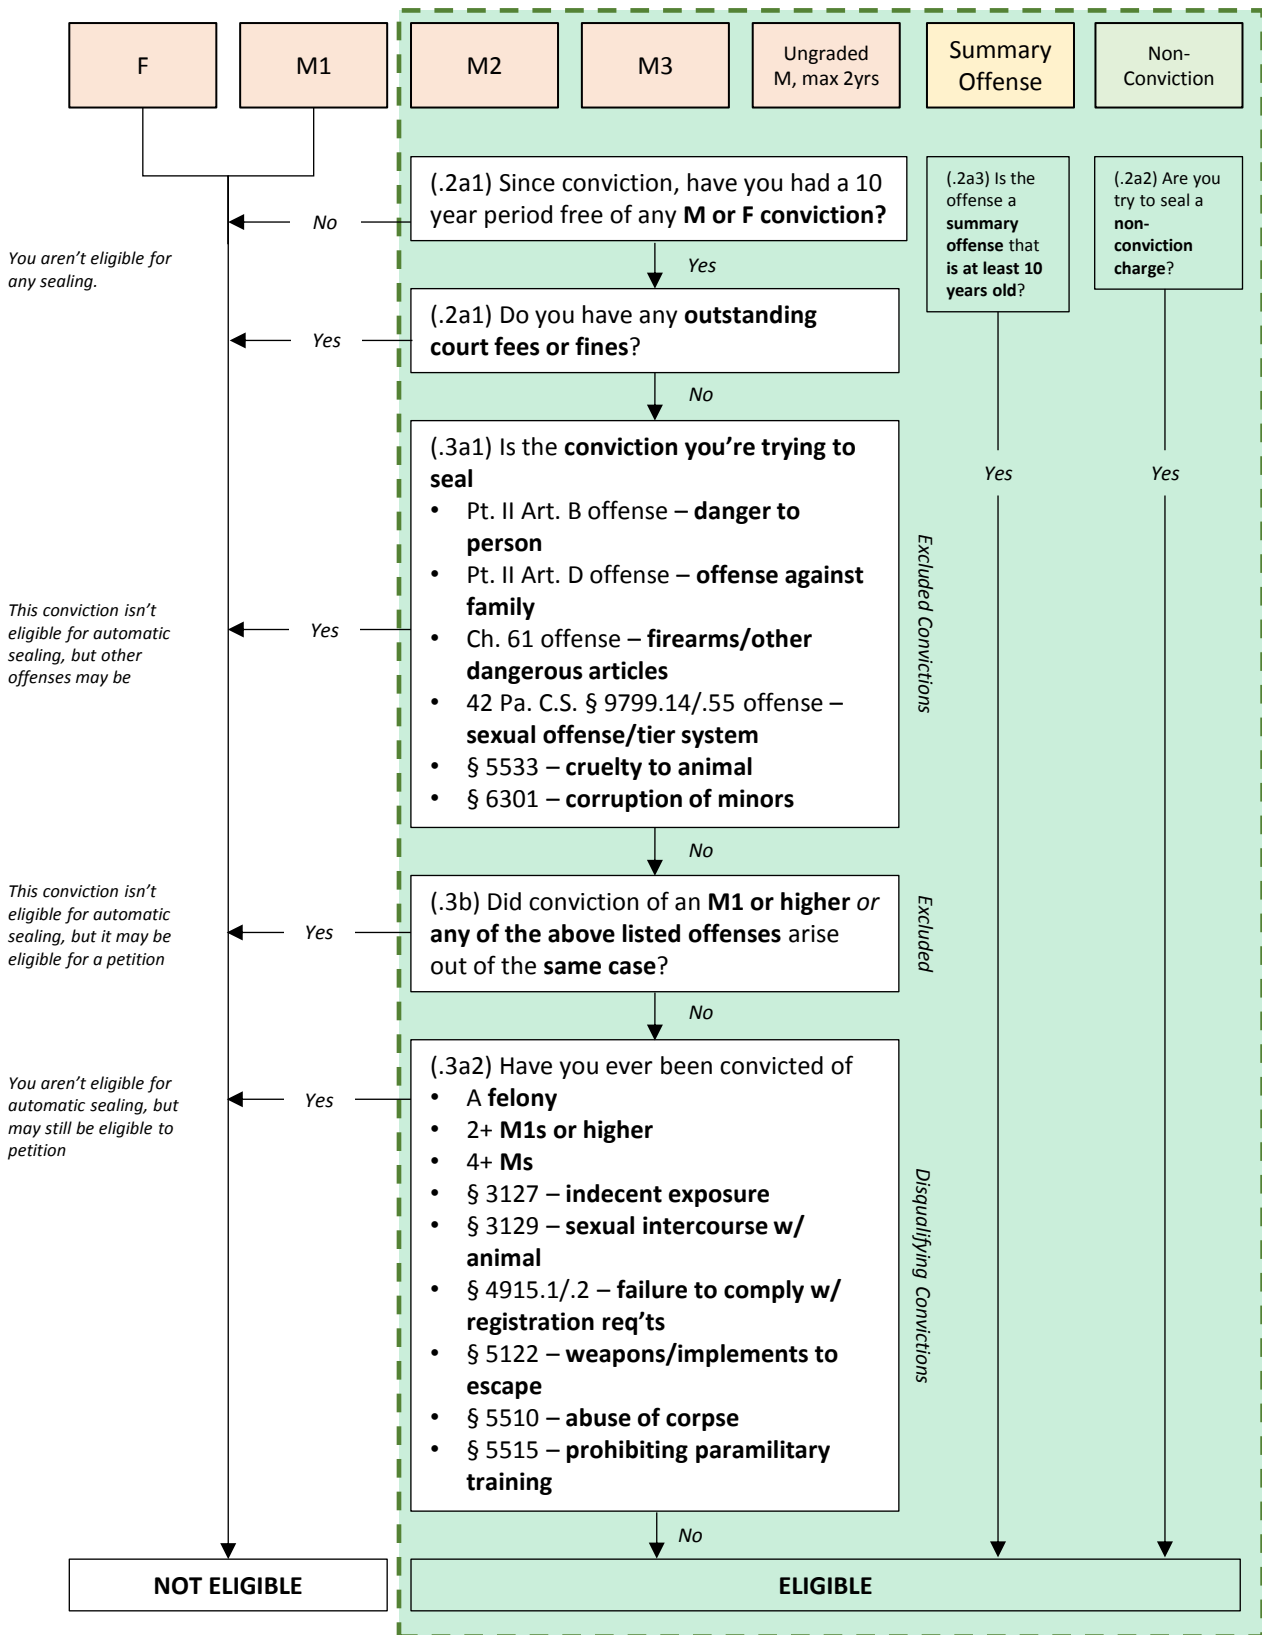 F
M1
M2
M3
Ungraded
M, max 2yrs
Summary
Offense
Non-
Conviction
(.2a1) Since conviction, have you had a 10
year period free of any M or F conviction?
(.2a3) Is the
offense a
summary
offense that
is at least 10
years old?
(.2a2) Are you
try to seal a
non-
conviction
charge?
No
You aren’t eligible for
any sealing.
Yes
(.2a1) Do you have any outstanding
court fees or fines?
Yes
No
(.3a1) Is the conviction you’re trying to
seal
• Pt. II Art. B offense – danger to
person
• Pt. II Art. D offense – offense against
family
• Ch. 61 offense – firearms/other
dangerous articles
• 42 Pa. C.S. § 9799.14/.55 offense –
sexual offense/tier system
• § 5533 – cruelty to animal
• § 6301 – corruption of minors
Yes
Yes
Excluded Convictions
This conviction isn’t
eligible for automatic
sealing, but other
offenses may be
Yes
No
This conviction isn’t
eligible for automatic
sealing, but it may be
eligible for a petition
Yes
(.3b) Did conviction of an M1 or higher or
any of the above listed offenses arise
out of the same case?
Excluded
No
You aren’t eligible for
automatic sealing, but
may still be eligible to
petition
Yes
(.3a2) Have you ever been convicted of
• A felony
• 2+ M1s or higher
• 4+ Ms
• § 3127 – indecent exposure
• § 3129 – sexual intercourse w/
animal
• § 4915.1/.2 – failure to comply w/
registration req’ts
• § 5122 – weapons/implements to
escape
• § 5510 – abuse of corpse
• § 5515 – prohibiting paramilitary
training
Disqualifying Convictions
No
NOT ELIGIBLE
ELIGIBLE